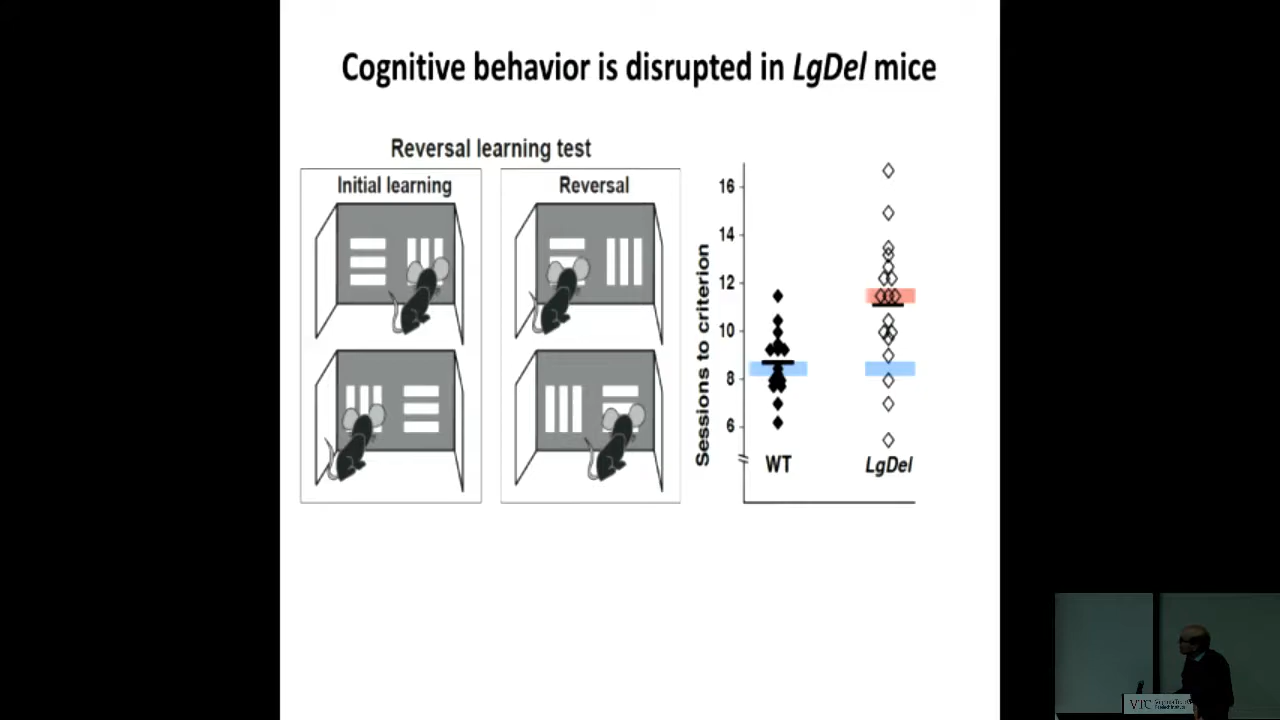 Cognitive behavior is disrupted in LgDel mice
Reversal learning test
Initial learning
Reversal
Sessions to criterion
16
14
12
10
8
6
WT
LgDel
VTC